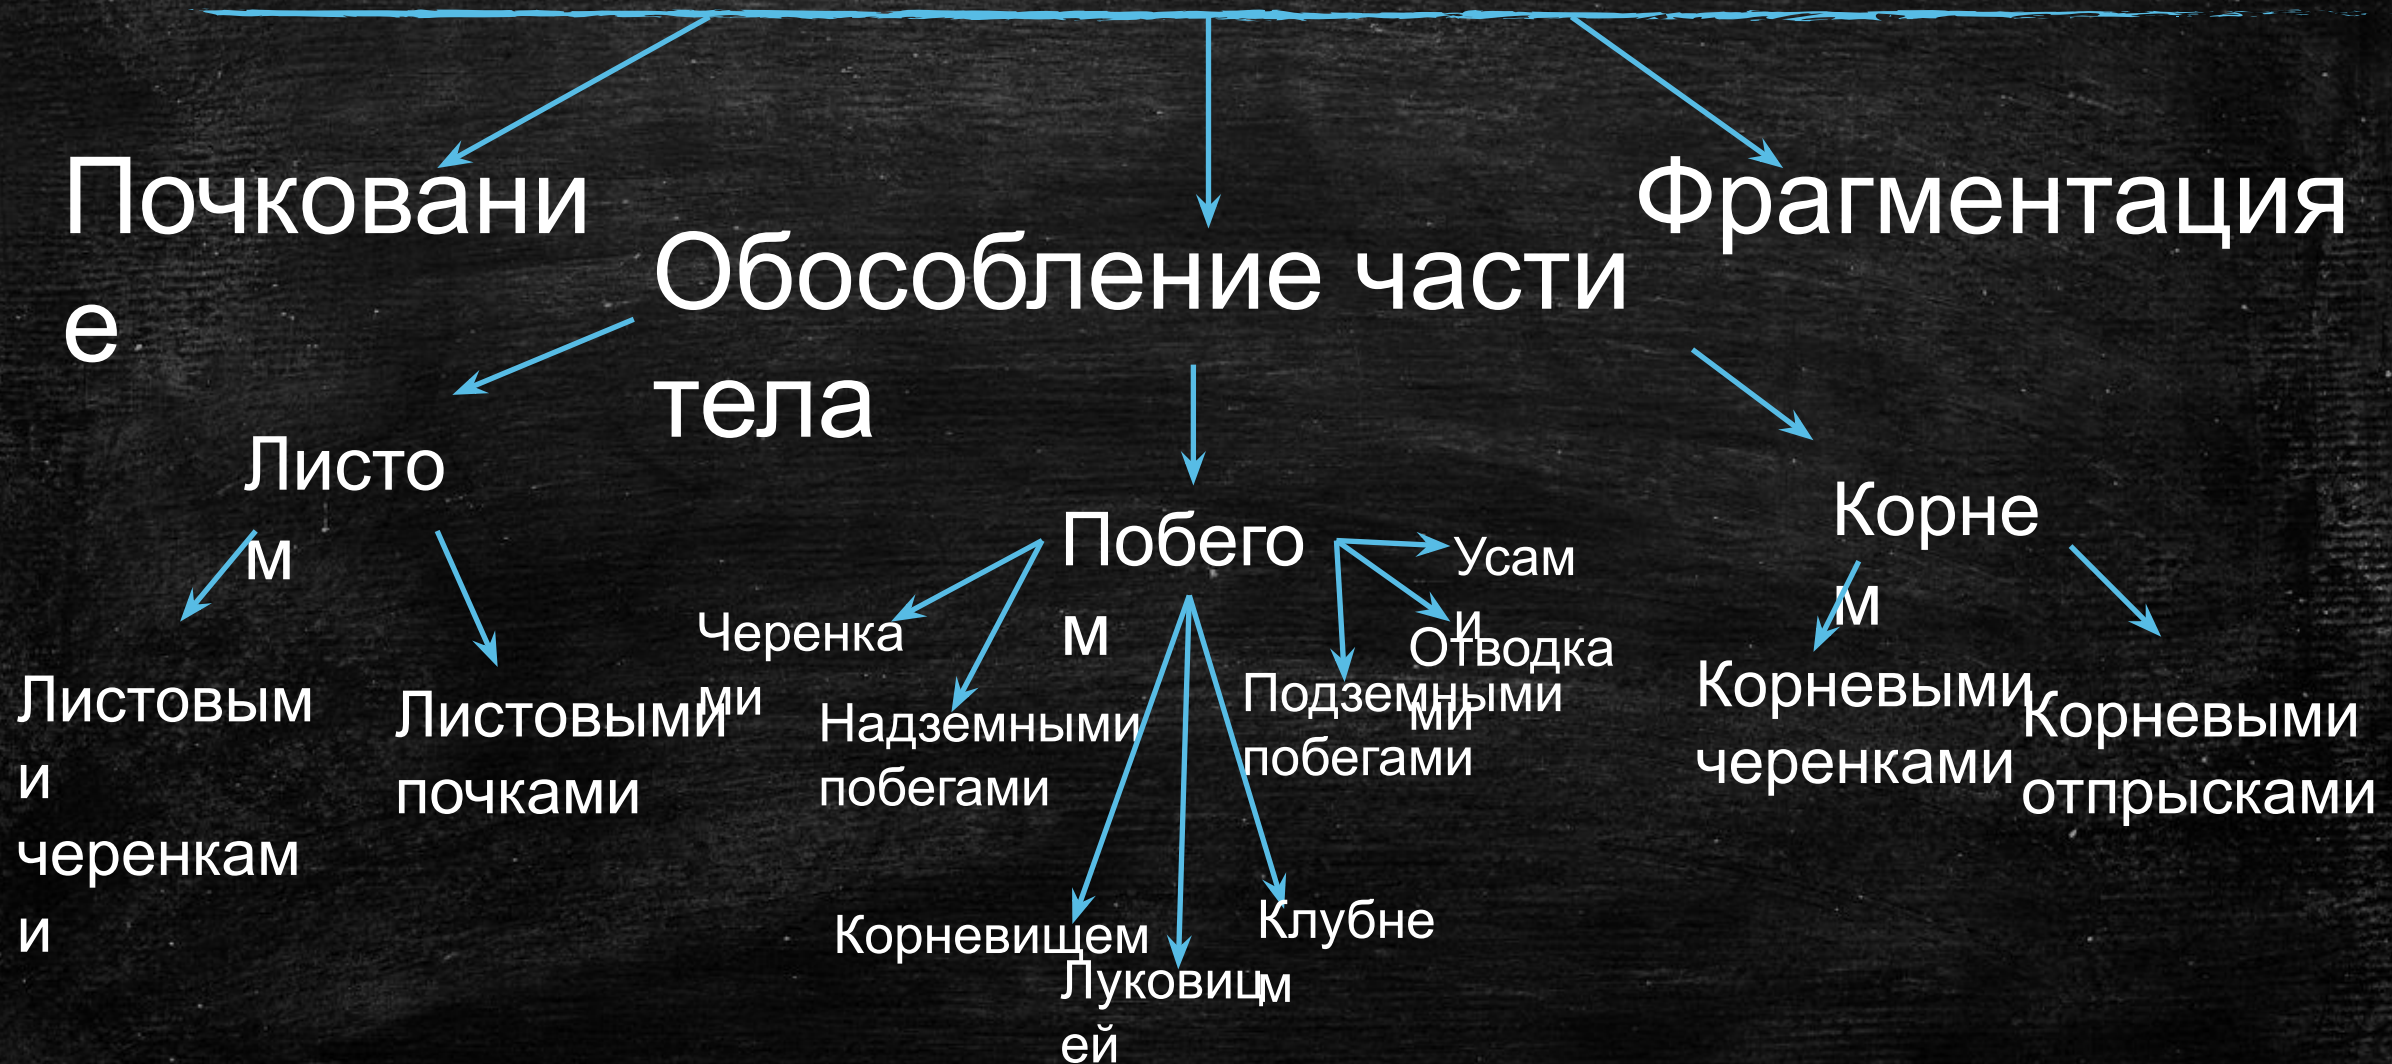 Почковани
е
Обособление части
тела
Фрагментация
Листо
м
Побего
м
Корне
м
Листовым
и
черенкам
и
Листовыми
почками
Черенка
ми
Надземными
побегами
Корневищем
Луковиц
ей
Клубне
м
Подземными
побегами
Отводка
ми
Усам
и
Корневыми
черенками
Корневыми
отпрысками